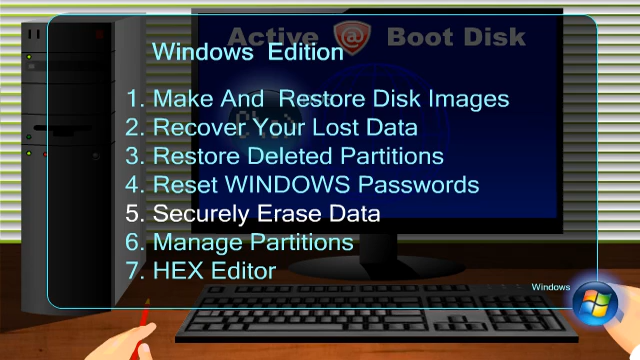 Active @ Boot Disk
Windows Edition
1. Make And Restore Disk Images
2. Recover Your Lost Data
3. Restore Deleted Partitions
4. Reset WINDOWS Passwords
5. Securely Erase Data
6. Manage Partitions
7. HEX Editor
Windows